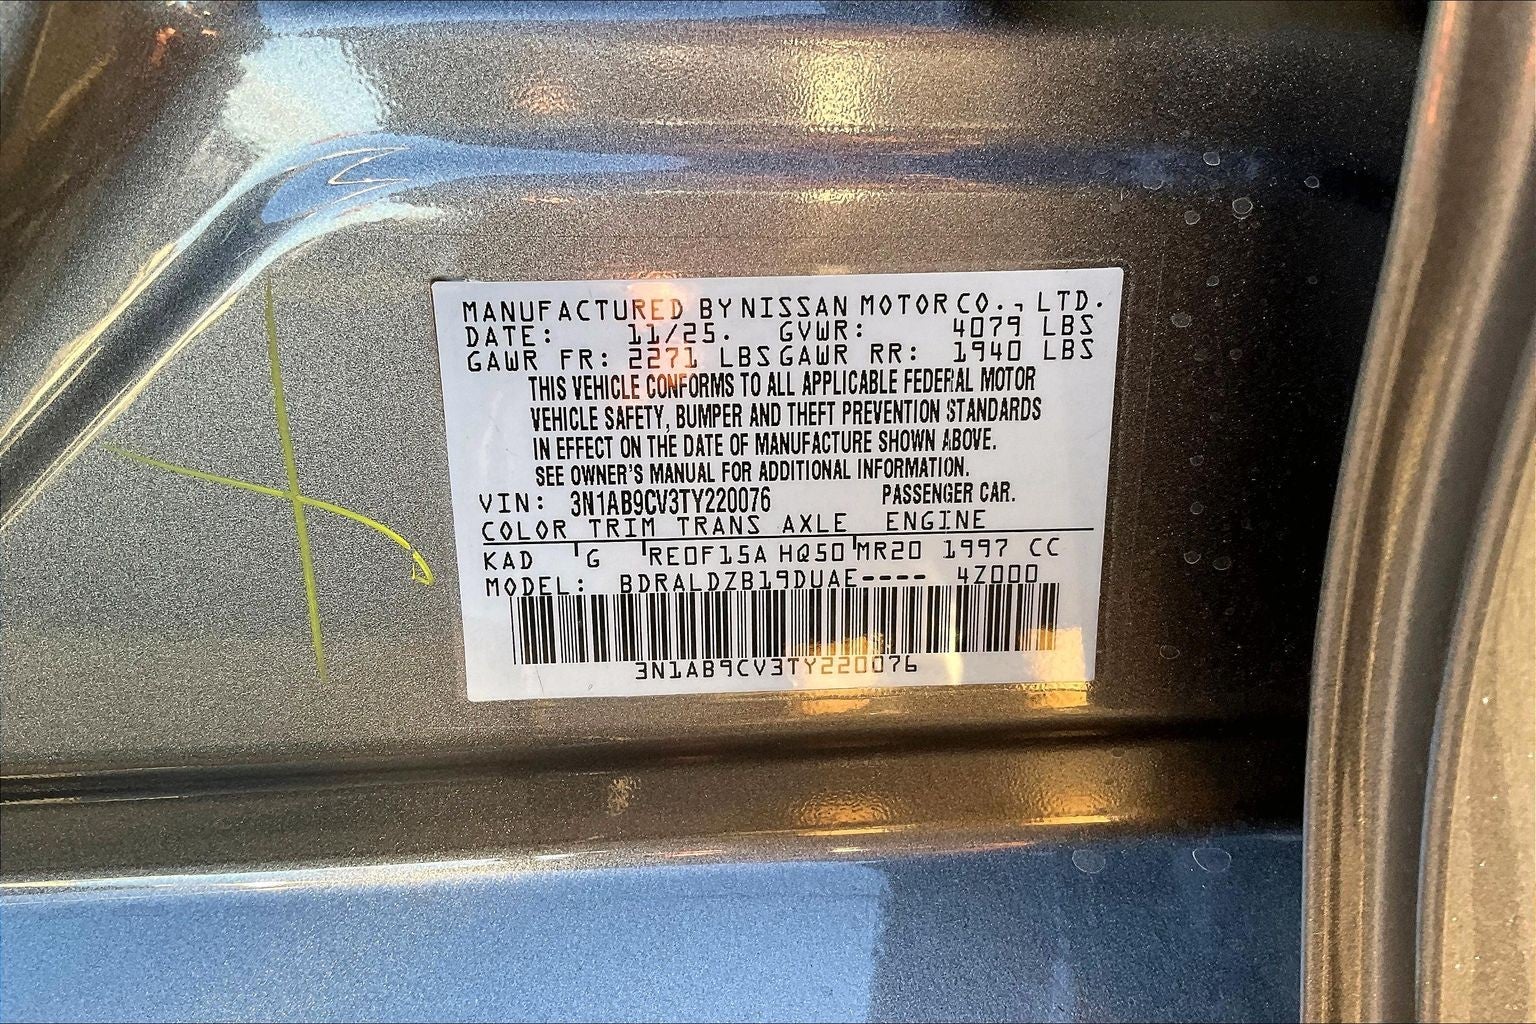 MANUFACTURED BY NISSAN MOTOR CO., LTD.
DATE: 11/25. GVWR: 4079 LBS
GAWR FR: 2271 LBS GAWR RR: 1940 LBS
THIS VEHICLE CONFORMS TO ALL APPLICABLE FEDERAL MOTOR
VEHICLE SAFETY, BUMPER AND THEFT PREVENTION STANDARDS
IN EFFECT ON THE DATE OF MANUFACTURE SHOWN ABOVE.
SEE OWNER'S MANUAL FOR ADDITIONAL INFORMATION.
VIN: 3N1AB9CV3TY220076 PASSENGER CAR.
COLOR TRIM TRANS AXLE ENGINE
KAD G RE0F15A HQ50 MR20 1997 CC
MODEL: BDRALDZB19DUAE---- 4Z000
3N1AB9CV3TY220076